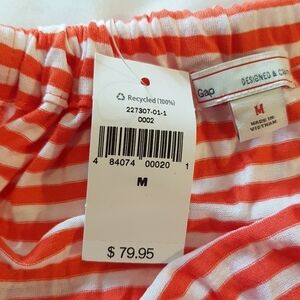 Recycled (100%)
227307-01-1
0002
4 84074 00020 1
M
$ 79.95
Gap
DESIGNED &
M
MADE IN
VIETNAM